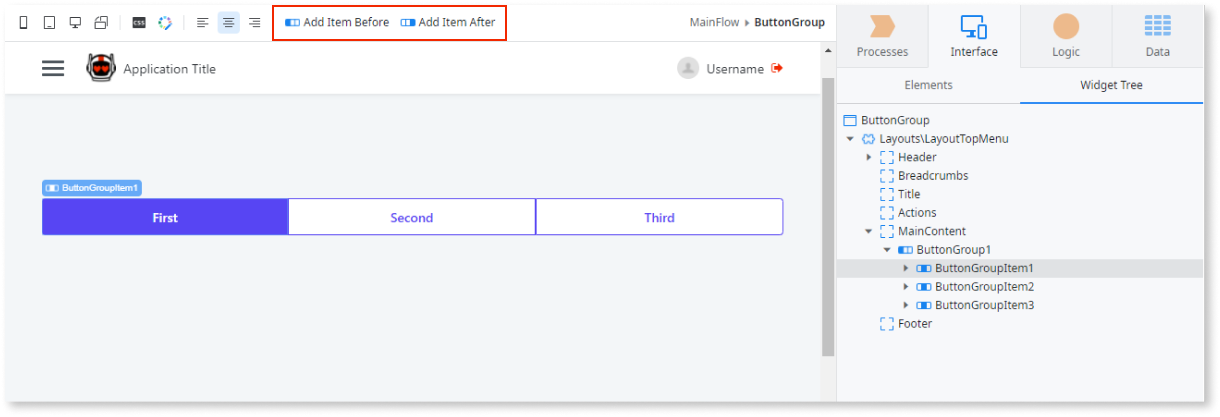 CSS
Add Item Before Add Item After
MainFlow ButtonGroup
Application Title
Username
ButtonGroupItem1
First Second Third
Processes Interface Logic Data
Elements Widget Tree
ButtonGroup
Layouts\LayoutTopMenu
Header
Breadcrumbs
Title
Actions
MainContent
ButtonGroup1
ButtonGroupItem1
ButtonGroupItem2
ButtonGroupItem3
Footer